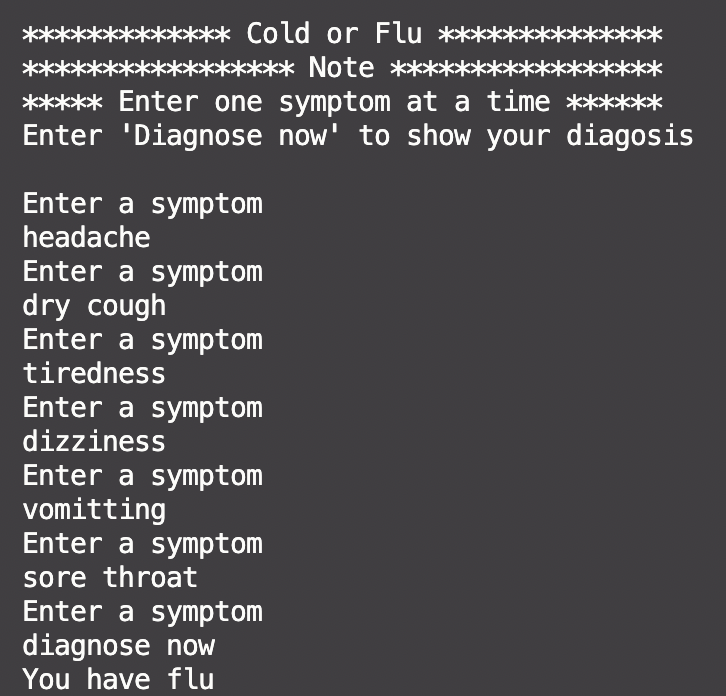 ************* Cold or Flu **************
***************** Note *****************
***** Enter one symptom at a time ******
Enter 'Diagnose now' to show your diagosis
Enter a symptom
headache
Enter a symptom
dry cough
Enter a symptom
tiredness
Enter a symptom
dizziness
Enter a symptom
vomitting
Enter a symptom
sore throat
Enter a symptom
diagnose now
You have flu